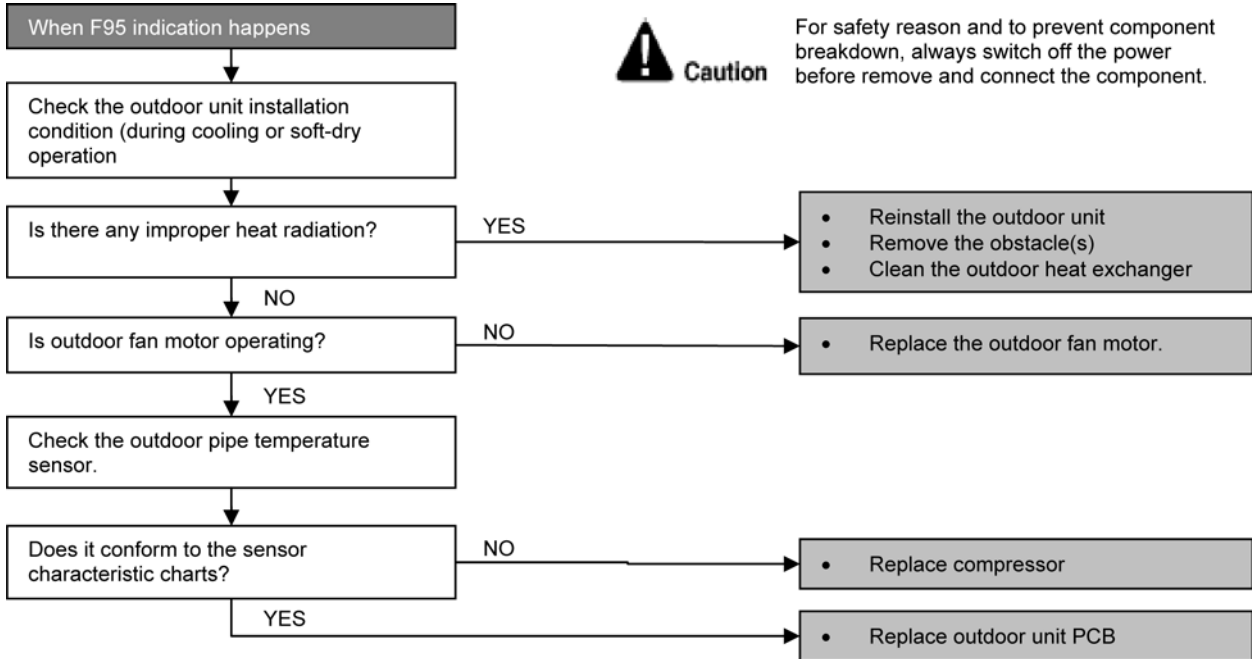 When F95 indication happens
For safety reason and to prevent component
breakdown, always switch off the power
before remove and connect the component.
Caution
Check the outdoor unit installation
condition (during cooling or soft-dry
operation
Is there any improper heat radiation?
YES
• Reinstall the outdoor unit
• Remove the obstacle(s)
• Clean the outdoor heat exchanger
NO
Is outdoor fan motor operating?
NO
• Replace the outdoor fan motor.
YES
Check the outdoor pipe temperature
sensor.
Does it conform to the sensor
characteristic charts?
NO
• Replace compressor
YES
• Replace outdoor unit PCB